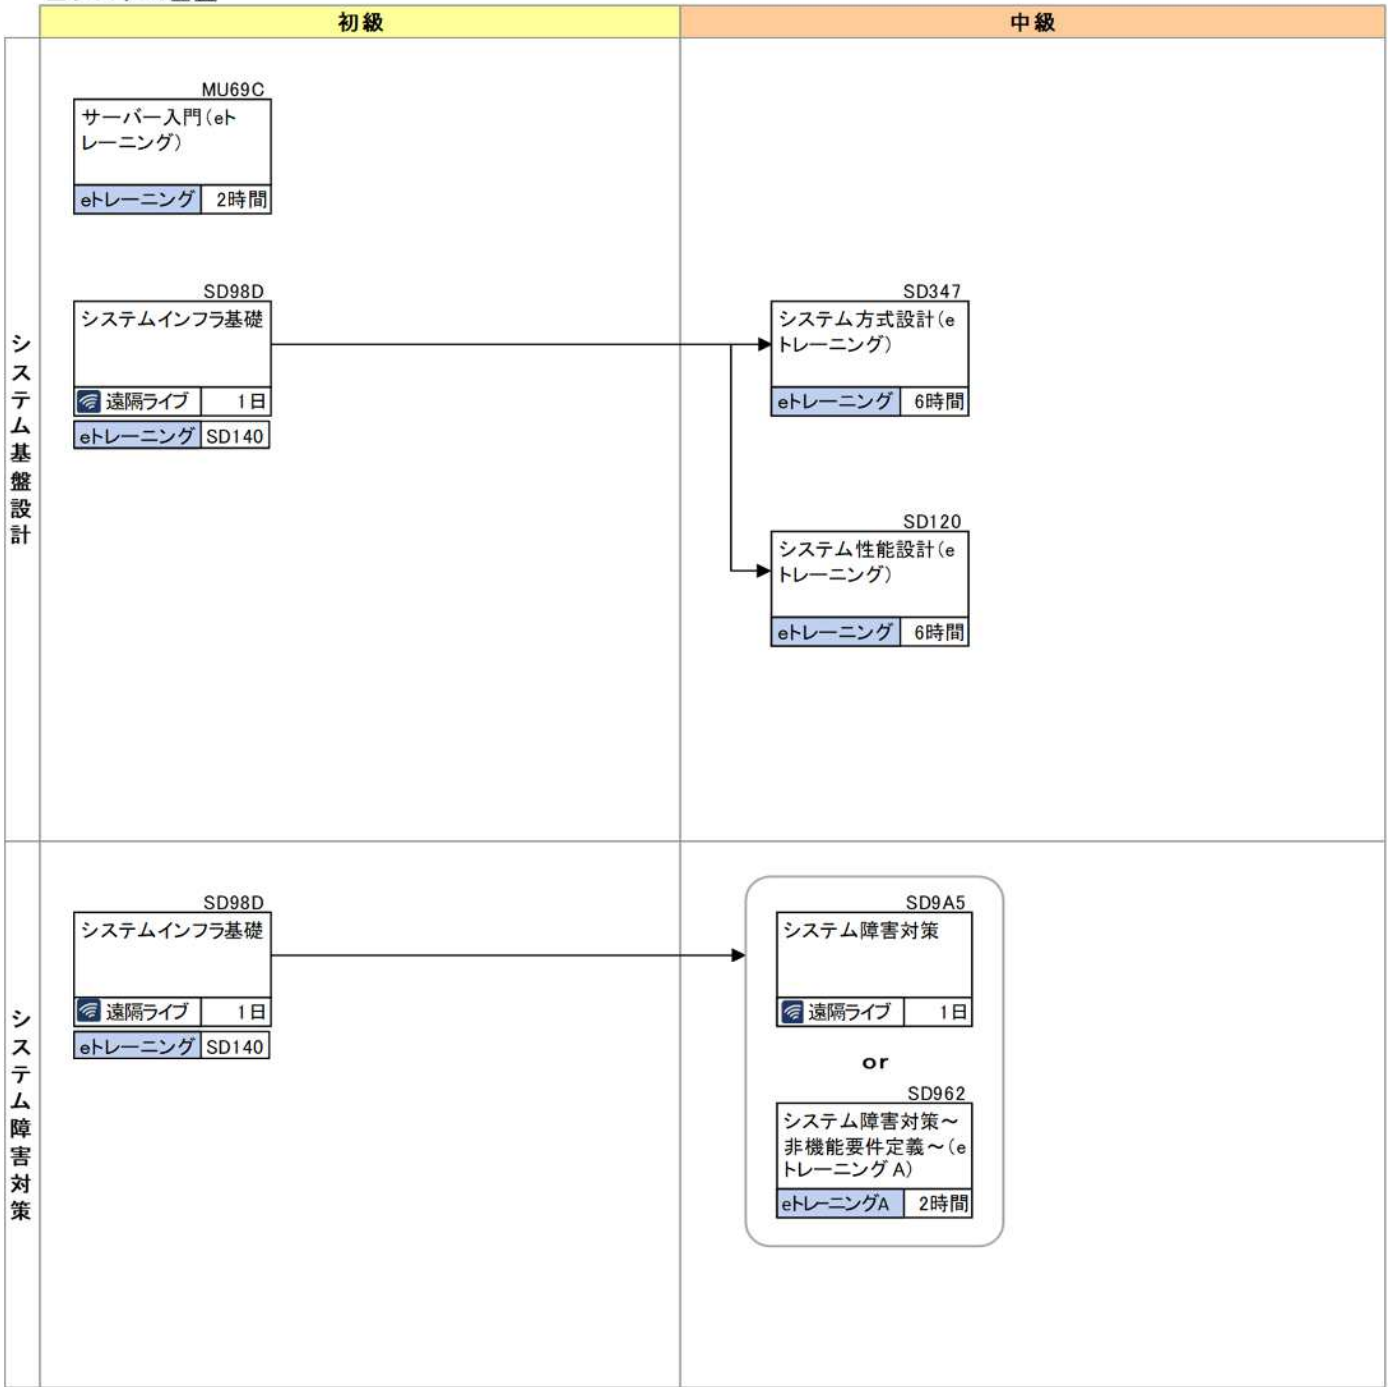 初級
中級
システム基盤設計
MU69C
サーバー入門(eト
レーニング)
eトレーニング 2時間
SD98D
システムインフラ基礎
遠隔ライブ 1日
eトレーニング SD140
SD347
システム方式設計(e
トレーニング)
eトレーニング 6時間
SD120
システム性能設計(e
トレーニング)
eトレーニング 6時間
システム障害対策
SD98D
システムインフラ基礎
遠隔ライブ 1日
eトレーニング SD140
SD9A5
システム障害対策
遠隔ライブ 1日
or
SD962
システム障害対策～
非機能要件定義～(e
トレーニング A)
eトレーニングA 2時間